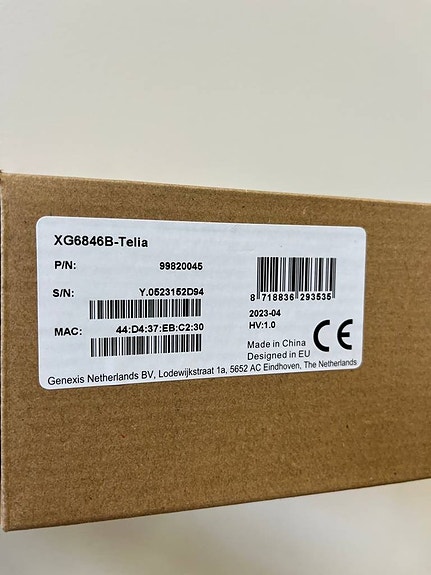 XG6846B-Telia
P/N: 99820045
S/N: Y.0523152D94
MAC: 44:D4:37:EB:C2:30
8 718836 293535
2023-04
HV:1.0
Made in China
Designed in EU
CE
Genexis Netherlands BV, Lodewijkstraat 1a, 5652 AC Eindhoven, The Netherlands